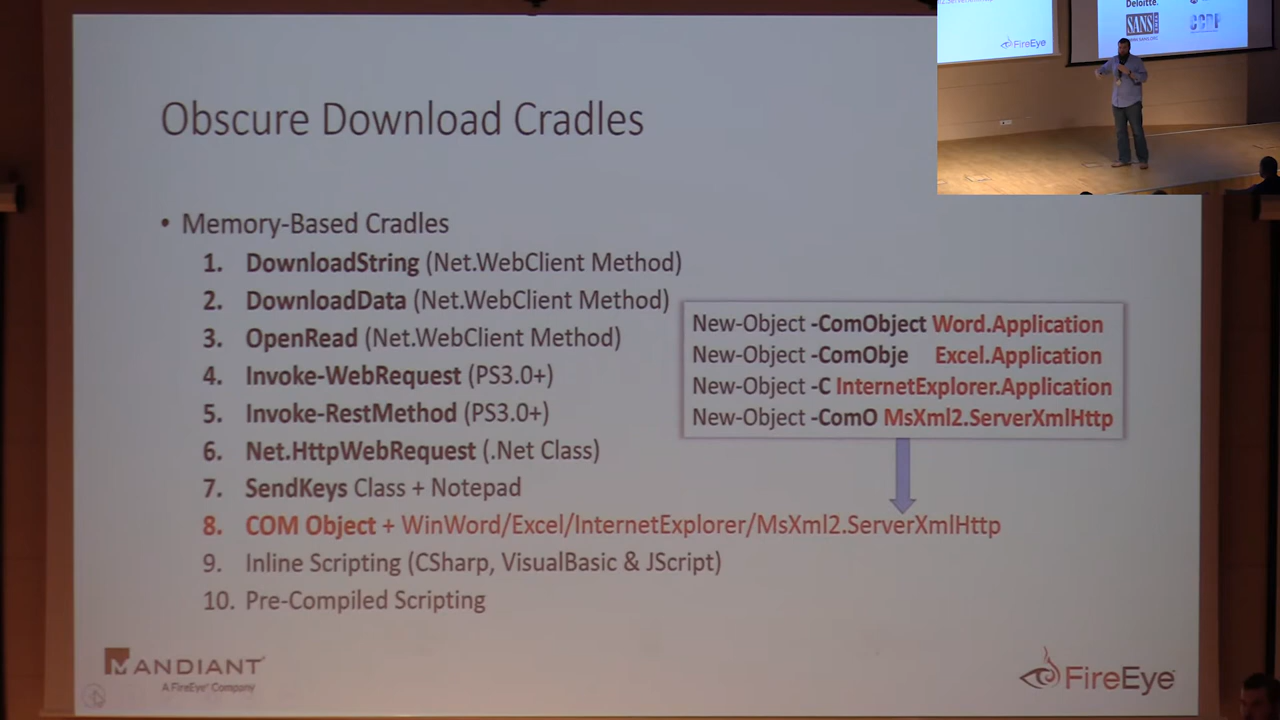 Obscure Download Cradles
• Memory-Based Cradles
1. DownloadString (Net.WebClient Method)
2. DownloadData (Net.WebClient Method)
3. OpenRead (Net.WebClient Method)
4. Invoke-WebRequest (PS3.0+)
5. Invoke-RestMethod (PS3.0+)
6. Net.HttpWebRequest (.Net Class)
7. SendKeys Class + Notepad
8. COM Object + WinWord/Excel/InternetExplorer/MsXml2.ServerXmlHttp
9. Inline Scripting (CSharp, VisualBasic & JScript)
10. Pre-Compiled Scripting
New-Object -ComObject Word.Application
New-Object -ComObje Excel.Application
New-Object -C InternetExplorer.Application
New-Object -ComO MsXml2.ServerXmlHttp
MANDIANT
A FireEye® Company
FireEye™
FireEye
Deloitte.
SANS